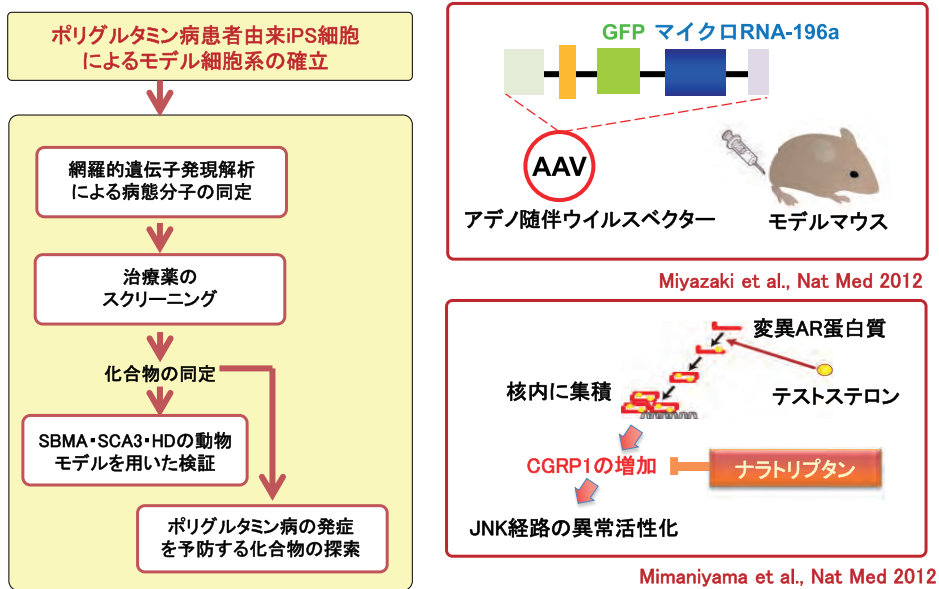 ポリグルタミン病患者由来iPS細胞
によるモデル細胞系の確立
網羅的遺伝子発現解析
による病態分子の同定
治療薬の
スクリーニング
化合物の同定
SBMA・SCA3・HDの動物
モデルを用いた検証
ポリグルタミン病の発症
を予防する化合物の探索
GFP マイクロRNA-196a
AAV
アデノ随伴ウイルスベクター
モデルマウス
Miyazaki et al., Nat Med 2012
変異AR蛋白質
核内に集積
テストステロン
CGRP1の増加
ナラトリプタン
JNK経路の異常活性化
Mimaniyama et al., Nat Med 2012